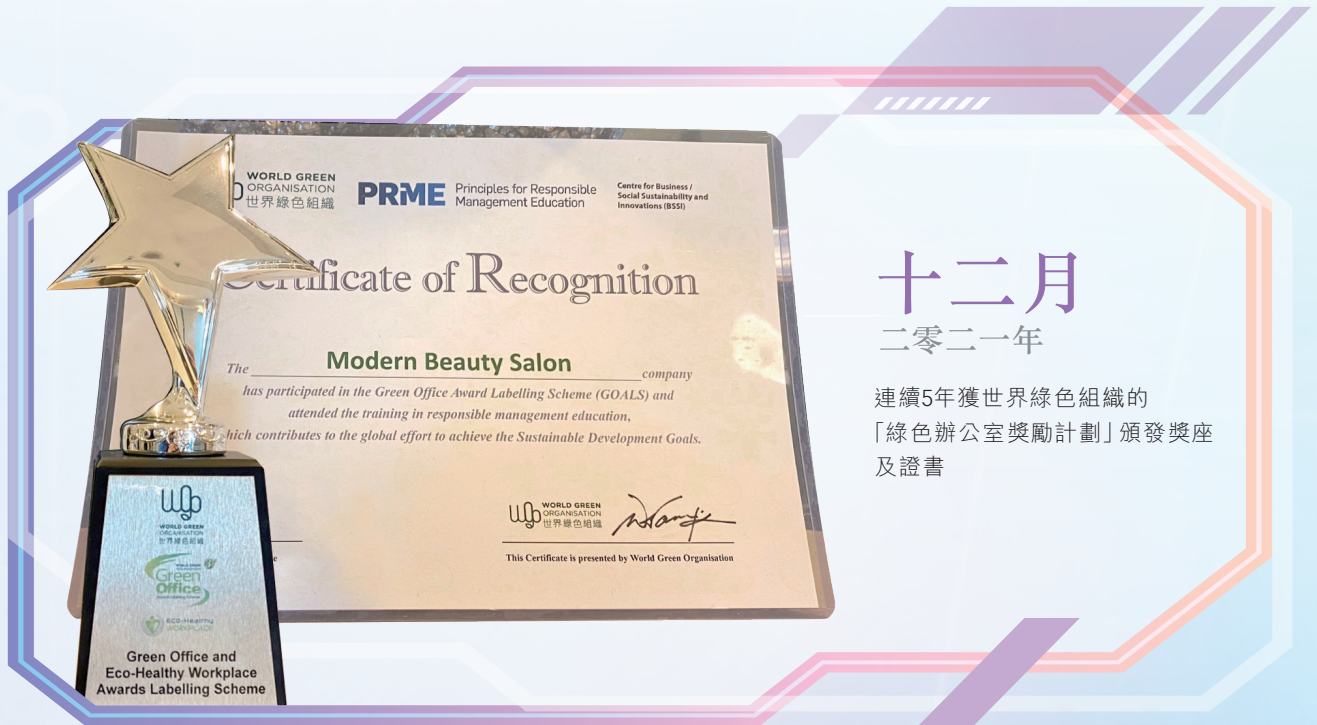 WORLD GREEN
ORGANISATION
世界綠色組織
PRiME
Principles for Responsible
Management Education
Centre for Business /
Social Sustainability and
Innovations (BSSI)
Certificate of Recognition
The Modern Beauty Salon company
has participated in the Green Office Award Labelling Scheme (GOALS) and
attended the training in responsible management education,
hich contributes to the global effort to achieve the Sustainable Development Goals.
WORLD GREEN
ORGANISATION
世界綠色組織
This Certificate is presented by World Green Organisation
wgo
WORLD GREEN
ORGANISATION
世界綠色組織
Green
Office
ECO-Healthy
WORKPLACE
Green Office and
Eco-Healthy Workplace
Awards Labelling Scheme
十二月
二零二一年
連續5年獲世界綠色組織的
「綠色辦公室獎勵計劃」頒發獎座
及證書